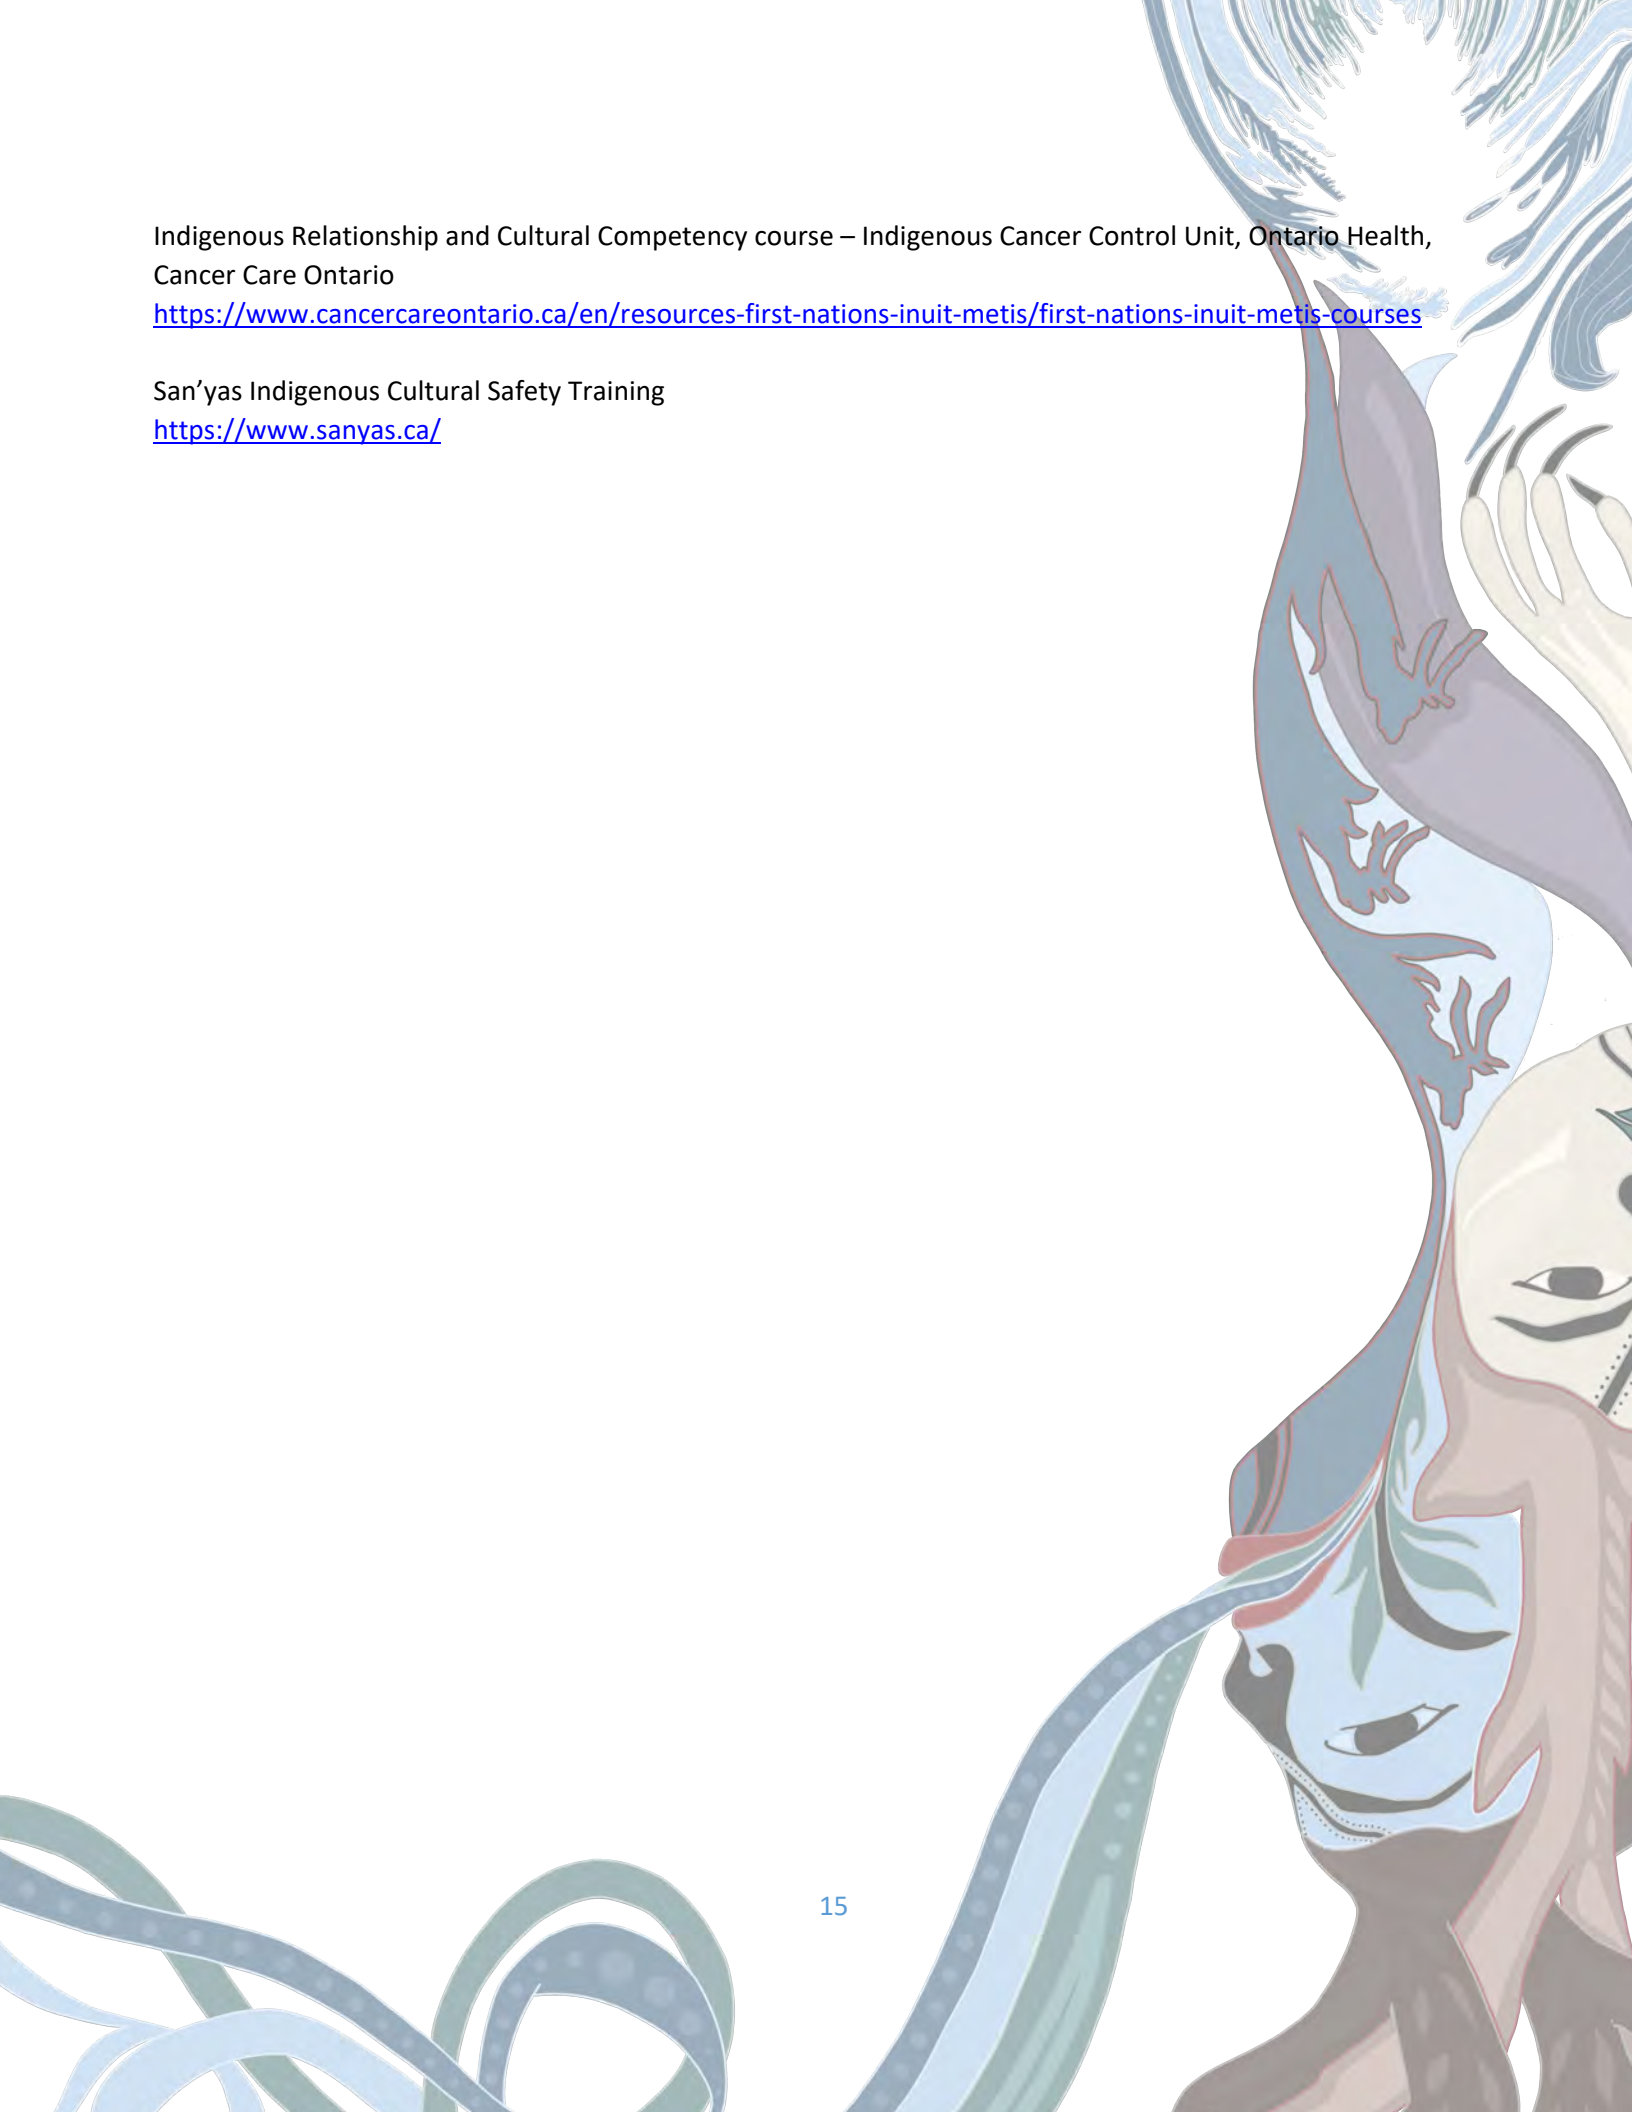 Indigenous Relationship and Cultural Competency course – Indigenous Cancer Control Unit, Ontario Health,
Cancer Care Ontario
https://www.cancercareontario.ca/en/resources-first-nations-inuit-metis/first-nations-inuit-metis-courses
San’yas Indigenous Cultural Safety Training
https://www.sanyas.ca/
15